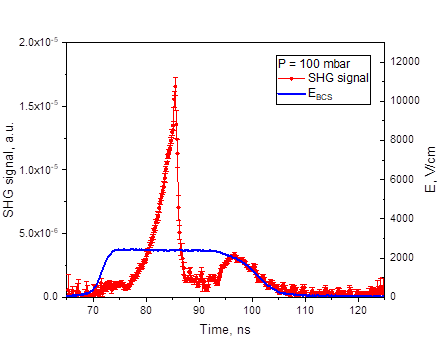 2.0x10⁻⁵
1.5x10⁻⁵
1.0x10⁻⁵
5.0x10⁻⁶
0.0
SHG signal, a.u.
P = 100 mbar
SHG signal
E_BCS
12000
10000
8000
6000
4000
2000
0
E, V/cm
70 80 90 100 110 120
Time, ns